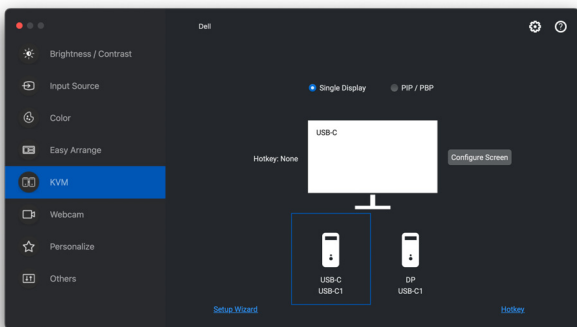 Dell
Brightness / Contrast
Input Source
Color
Easy Arrange
KVM
Webcam
Personalize
Others
Single Display
PIP / PBP
USB-C
Hotkey: None
Configure Screen
USB-C
USB-C1
DP
USB-C1
Setup Wizard
Hotkey